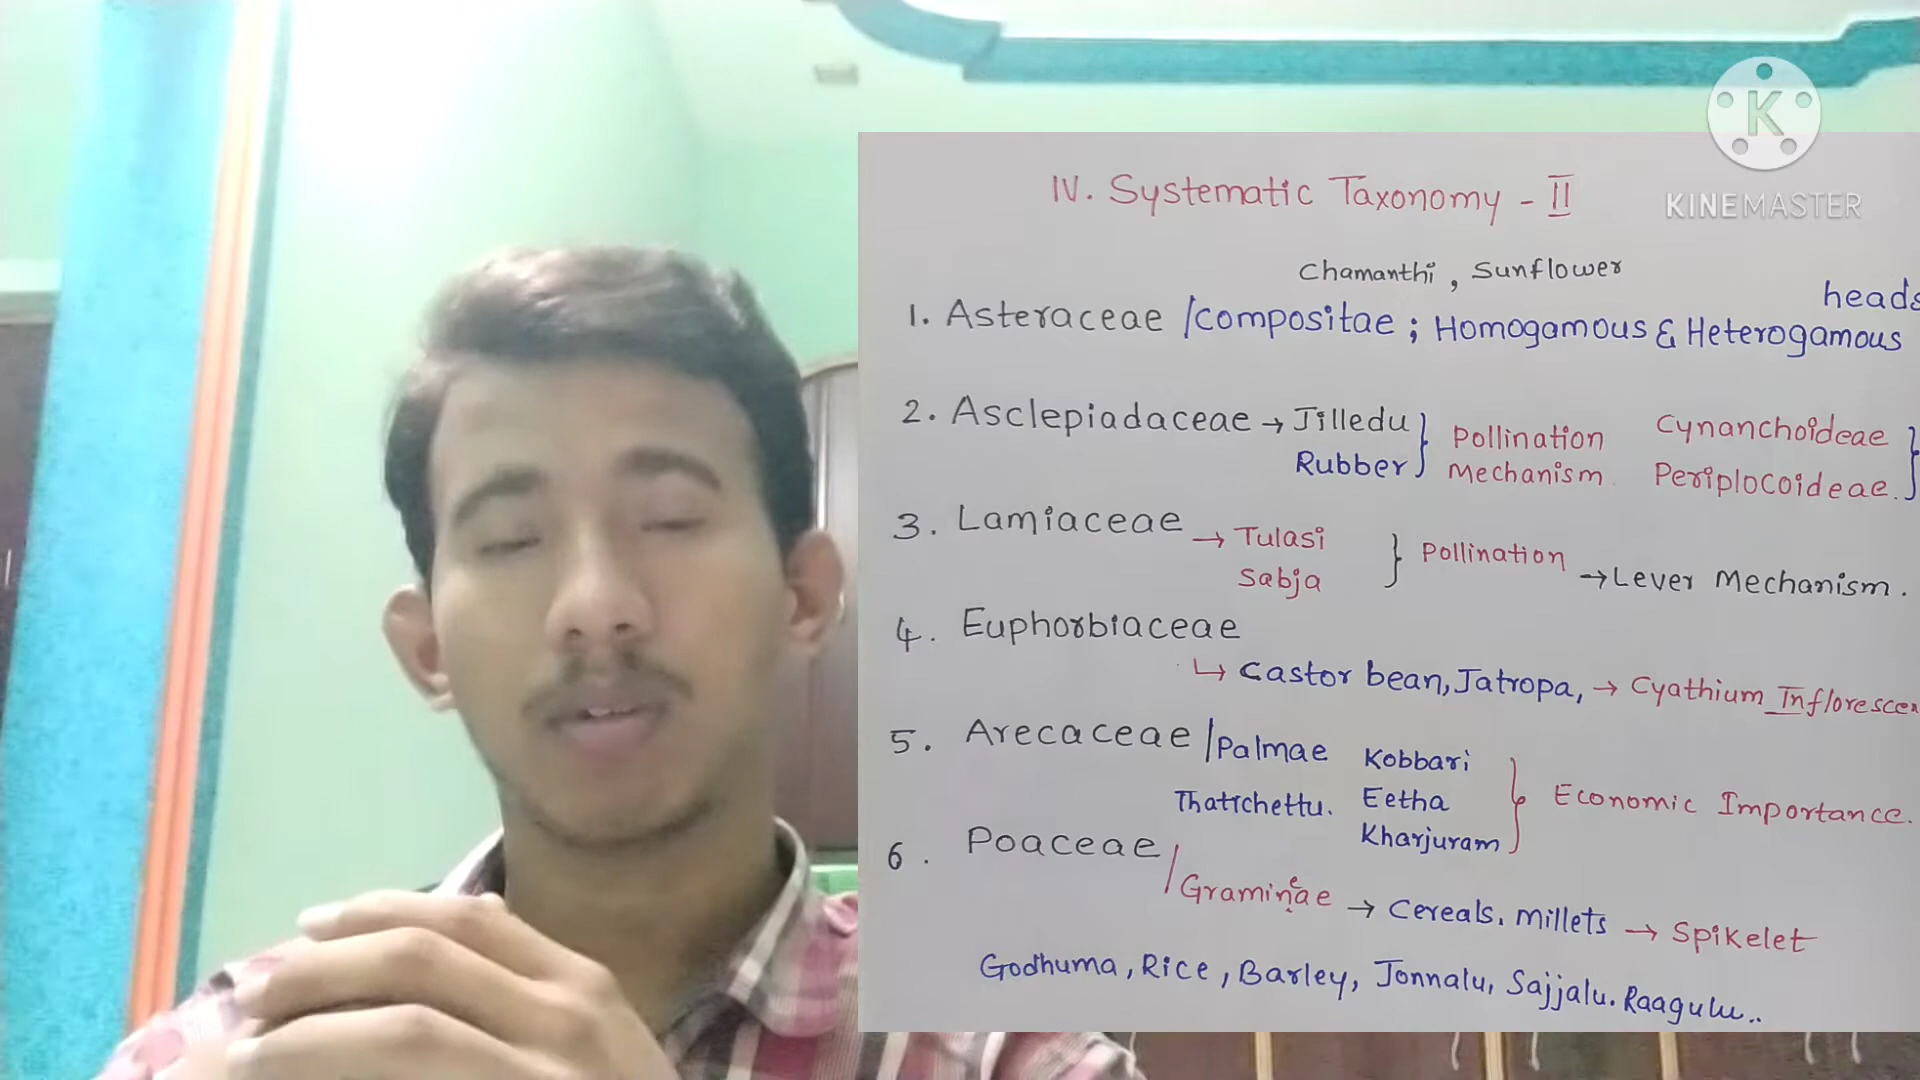 KINEMASTER
IV. Systematic Taxonomy - II
Chamanthi, Sunflower
heads
1. Asteraceae /compositae ; Homogamous & Heterogamous
2. Asclepiadaceae → Jilledu } Pollination Cynanchoideae }
Rubber Mechanism Periplocoideae.
3. Lamiaceae → Tulasi } Pollination → Lever Mechanism.
Sabja
4. Euphorbiaceae
↳ Castor bean, Jatropa, → Cyathium Inflorescen
5. Arecaceae /Palmae Kobbari } Economic Importance.
Thattchettu. Eetha
Kharjuram
6. Poaceae
/Graminae → Cereals. Millets → Spikelet
Godhuma, Rice, Barley, Jonnalu, Sajjalu. Raagulu..